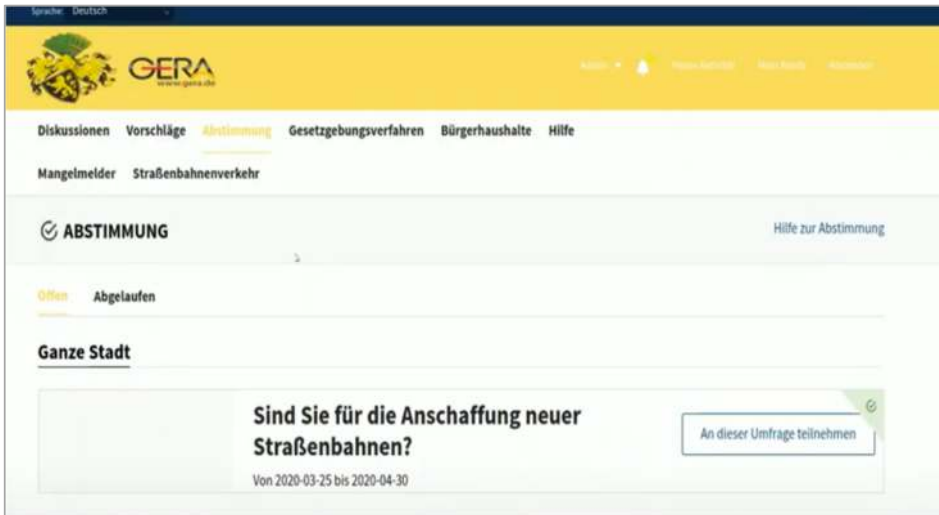 Sprache: Deutsch
GERA
www.gera.de
Diskussionen Vorschläge Abstimmung Gesetzgebungsverfahren Bürgerhaushalte Hilfe
Mangelmelder Straßenbahnenverkehr
ABSTIMMUNG
Hilfe zur Abstimmung
Offen Abgelaufen
Ganze Stadt
Sind Sie für die Anschaffung neuer
Straßenbahnen?
Von 2020-03-25 bis 2020-04-30
An dieser Umfrage teilnehmen